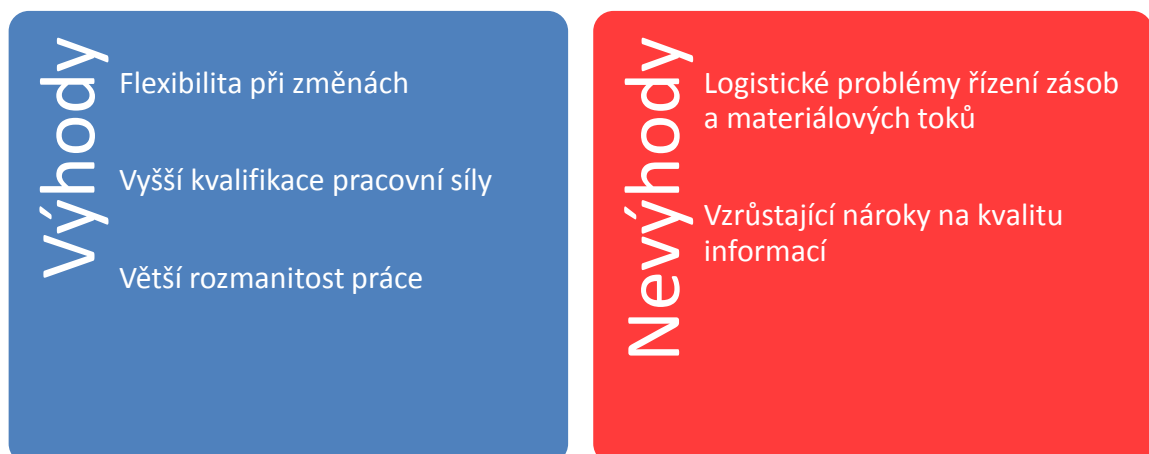 Výhody
Flexibilita při změnách
Vyšší kvalifikace pracovní síly
Větší rozmanitost práce
Nevýhody
Logistické problémy řízení zásob
a materiálových toků
Vzrůstající nároky na kvalitu
informací